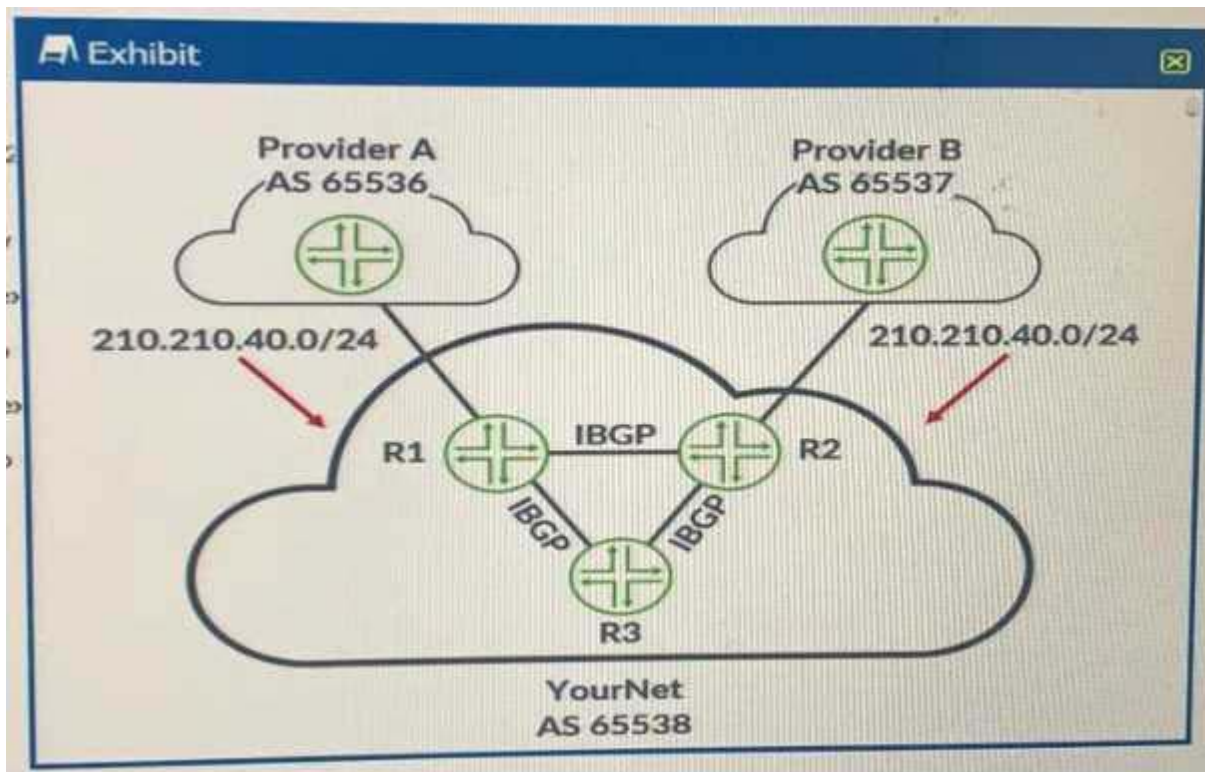 Exhibit
Provider A
AS 65536
Provider B
AS 65537
210.210.40.0/24
210.210.40.0/24
R1
IBGP
R2
IBGP
IBGP
R3
YourNet
AS 65538